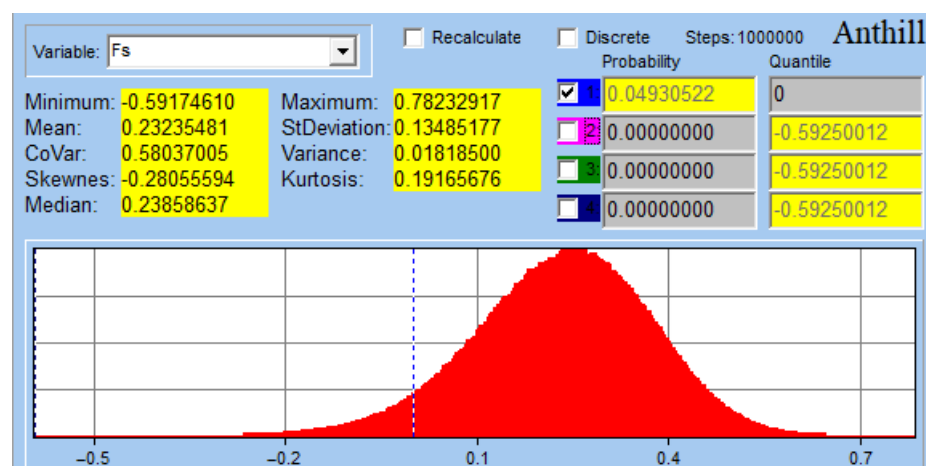 Variable: Fs
Recalculate
Discrete Steps: 1000000 Anthill
Probability Quantile
Minimum: -0.59174610 Maximum: 0.78232917
1: 0.04930522 0
Mean: 0.23235481 StDeviation: 0.13485177
2: 0.00000000 -0.59250012
CoVar: 0.58037005 Variance: 0.01818500
Skewnes: -0.28055594 Kurtosis: 0.19165676
3: 0.00000000 -0.59250012
Median: 0.23858637
4: 0.00000000 -0.59250012
-0.5 -0.2 0.1 0.4 0.7